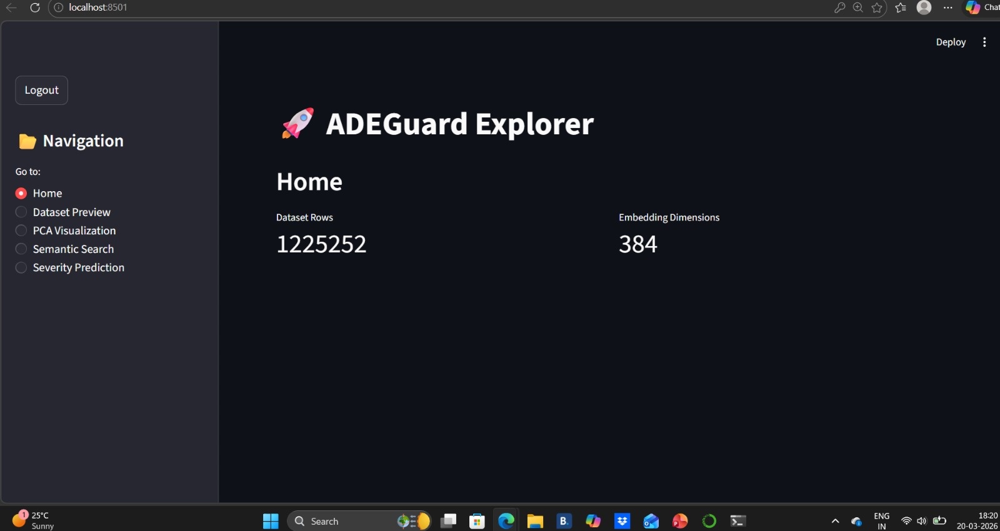 localhost:8501
Chat
Deploy
Logout
Navigation
Go to:
Home
Dataset Preview
PCA Visualization
Semantic Search
Severity Prediction
ADEGuard Explorer
Home
Dataset Rows
Embedding Dimensions
1225252
384
1
25°C
Sunny
Search
B.
P
ENG
IN
18:20
20-03-2026